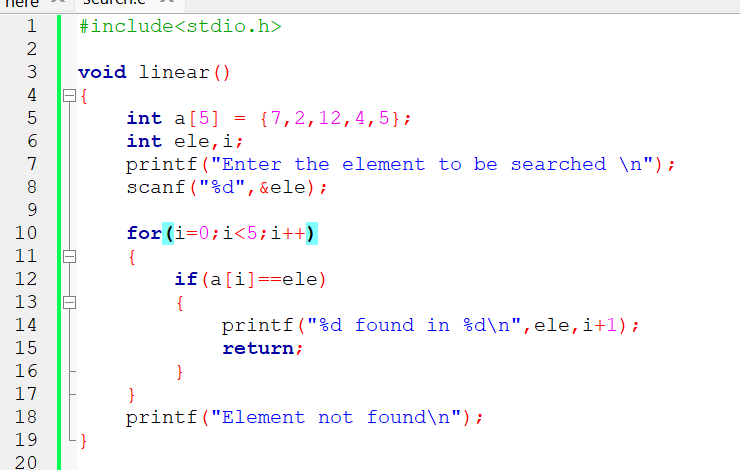 here search.c
1 #include<stdio.h>
2
3 void linear()
4 {
5 int a[5] = {7,2,12,4,5};
6 int ele,i;
7 printf("Enter the element to be searched \n");
8 scanf("%d",&ele);
9
10 for(i=0;i<5;i++)
11 {
12 if(a[i]==ele)
13 {
14 printf("%d found in %d\n",ele,i+1);
15 return;
16 }
17 }
18 printf("Element not found\n");
19 }
20